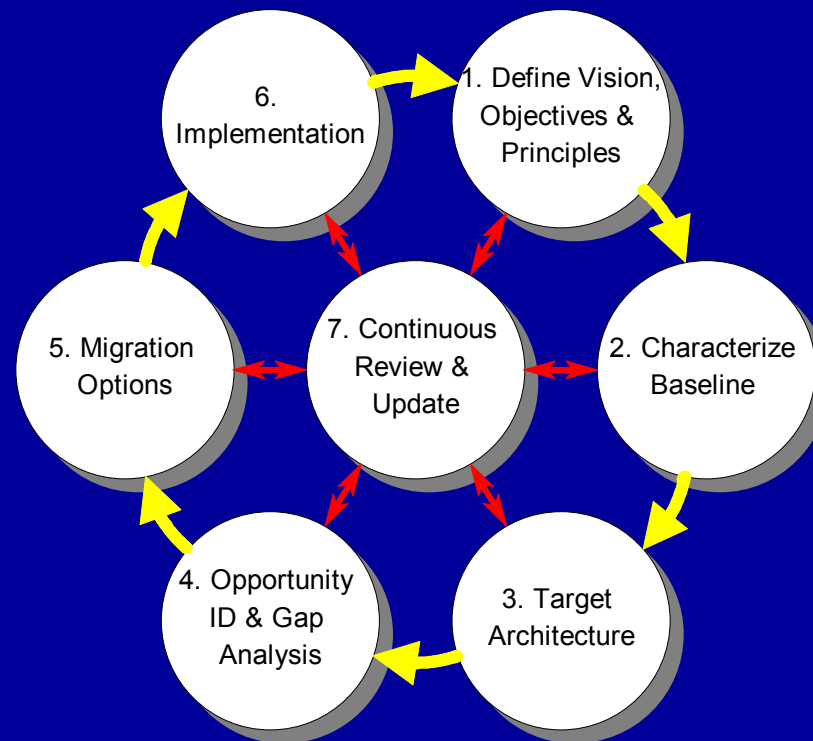 1. Define Vision,
Objectives &
Principles
2. Characterize
Baseline
3. Target
Architecture
4. Opportunity
ID & Gap
Analysis
5. Migration
Options
6.
Implementation
7. Continuous
Review &
Update